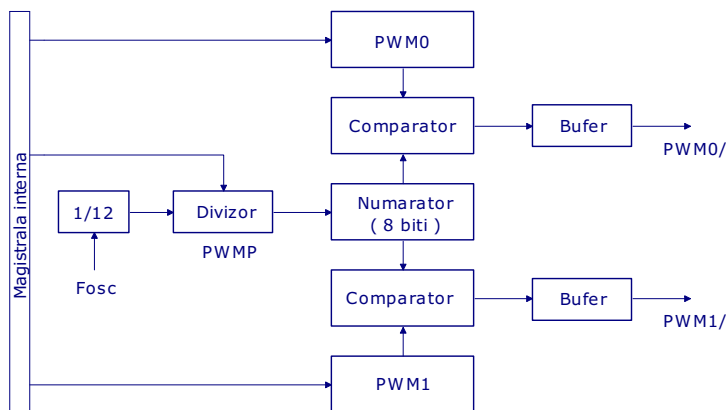 PWM0
Comparator
Bufer
PWM0/
Magistrala interna
1/12
Divizor
Numarator
( 8 biti )
PWMP
Fosc
Comparator
Bufer
PWM1/
PWM1